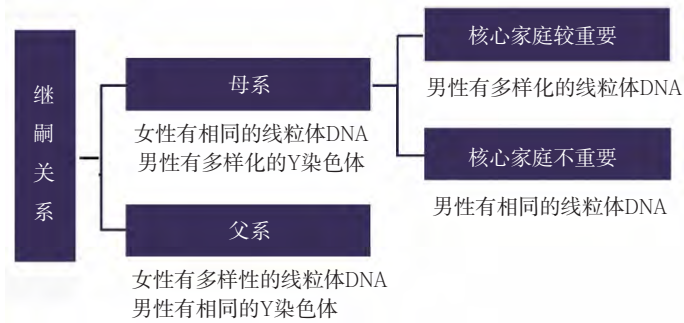 继嗣关系
母系
女性有相同的线粒体DNA
男性有多样化的Y染色体
父系
女性有多样性的线粒体DNA
男性有相同的Y染色体
核心家庭较重要
男性有多样化的线粒体DNA
核心家庭不重要
男性有相同的线粒体DNA